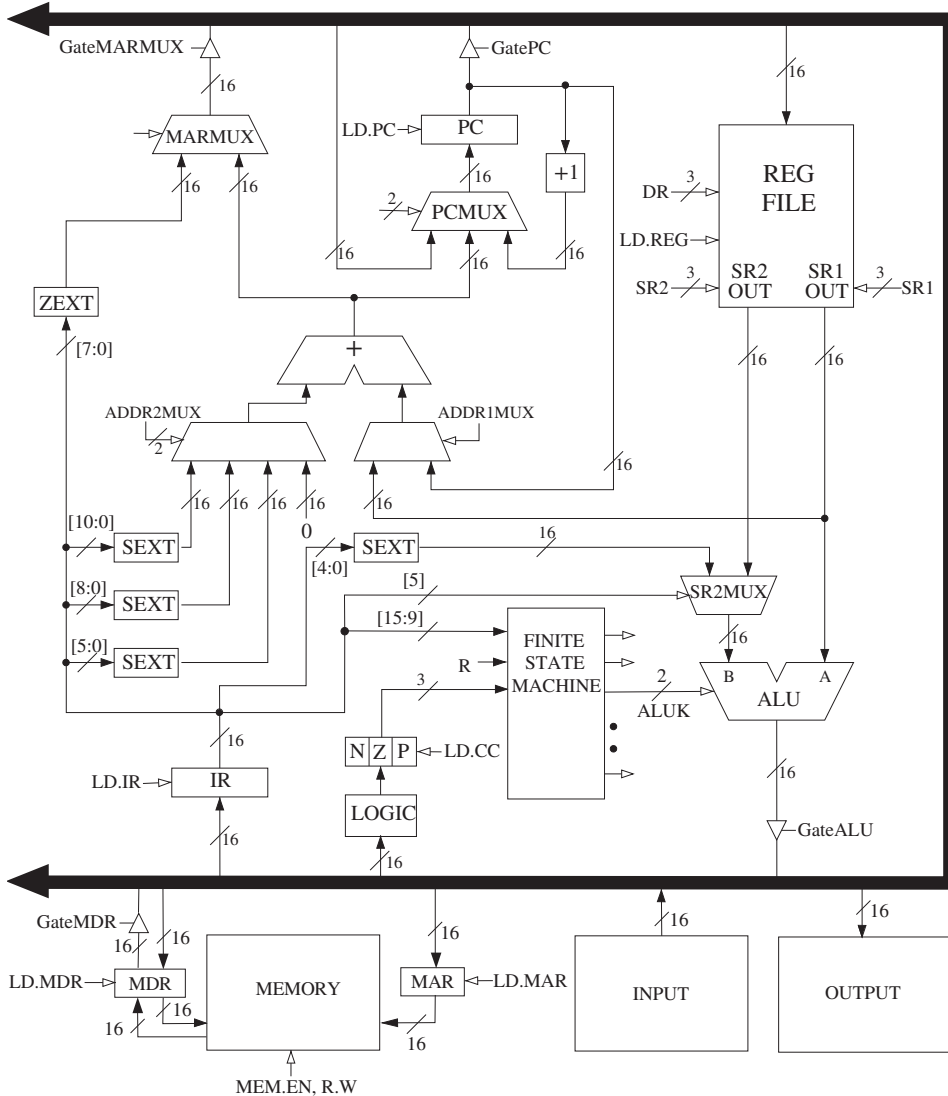 GateMARMUX
GatePC
16
16
MARMUX
LD.PC
PC
16
16
16
+1
2
PCMUX
16
16
16
REG
FILE
3
DR
LD.REG
3
SR2
SR2
OUT
SR1
OUT
3
SR1
ZEXT
[7:0]
+
16
16
ADDR2MUX
2
ADDR1MUX
16
16
16
16
16
16
0
[10:0]
SEXT
[4:0]
SEXT
16
[8:0]
SEXT
[5]
SR2MUX
[15:9]
16
[5:0]
SEXT
R
FINITE
STATE
MACHINE
3
2
ALUK
B
A
ALU
16
N Z P
LD.CC
LD.IR
IR
16
LOGIC
GateALU
16
16
GateMDR
16
16
16
16
16
LD.MDR
MDR
MEMORY
MAR
LD.MAR
INPUT
OUTPUT
16
16
16
MEM.EN, R.W